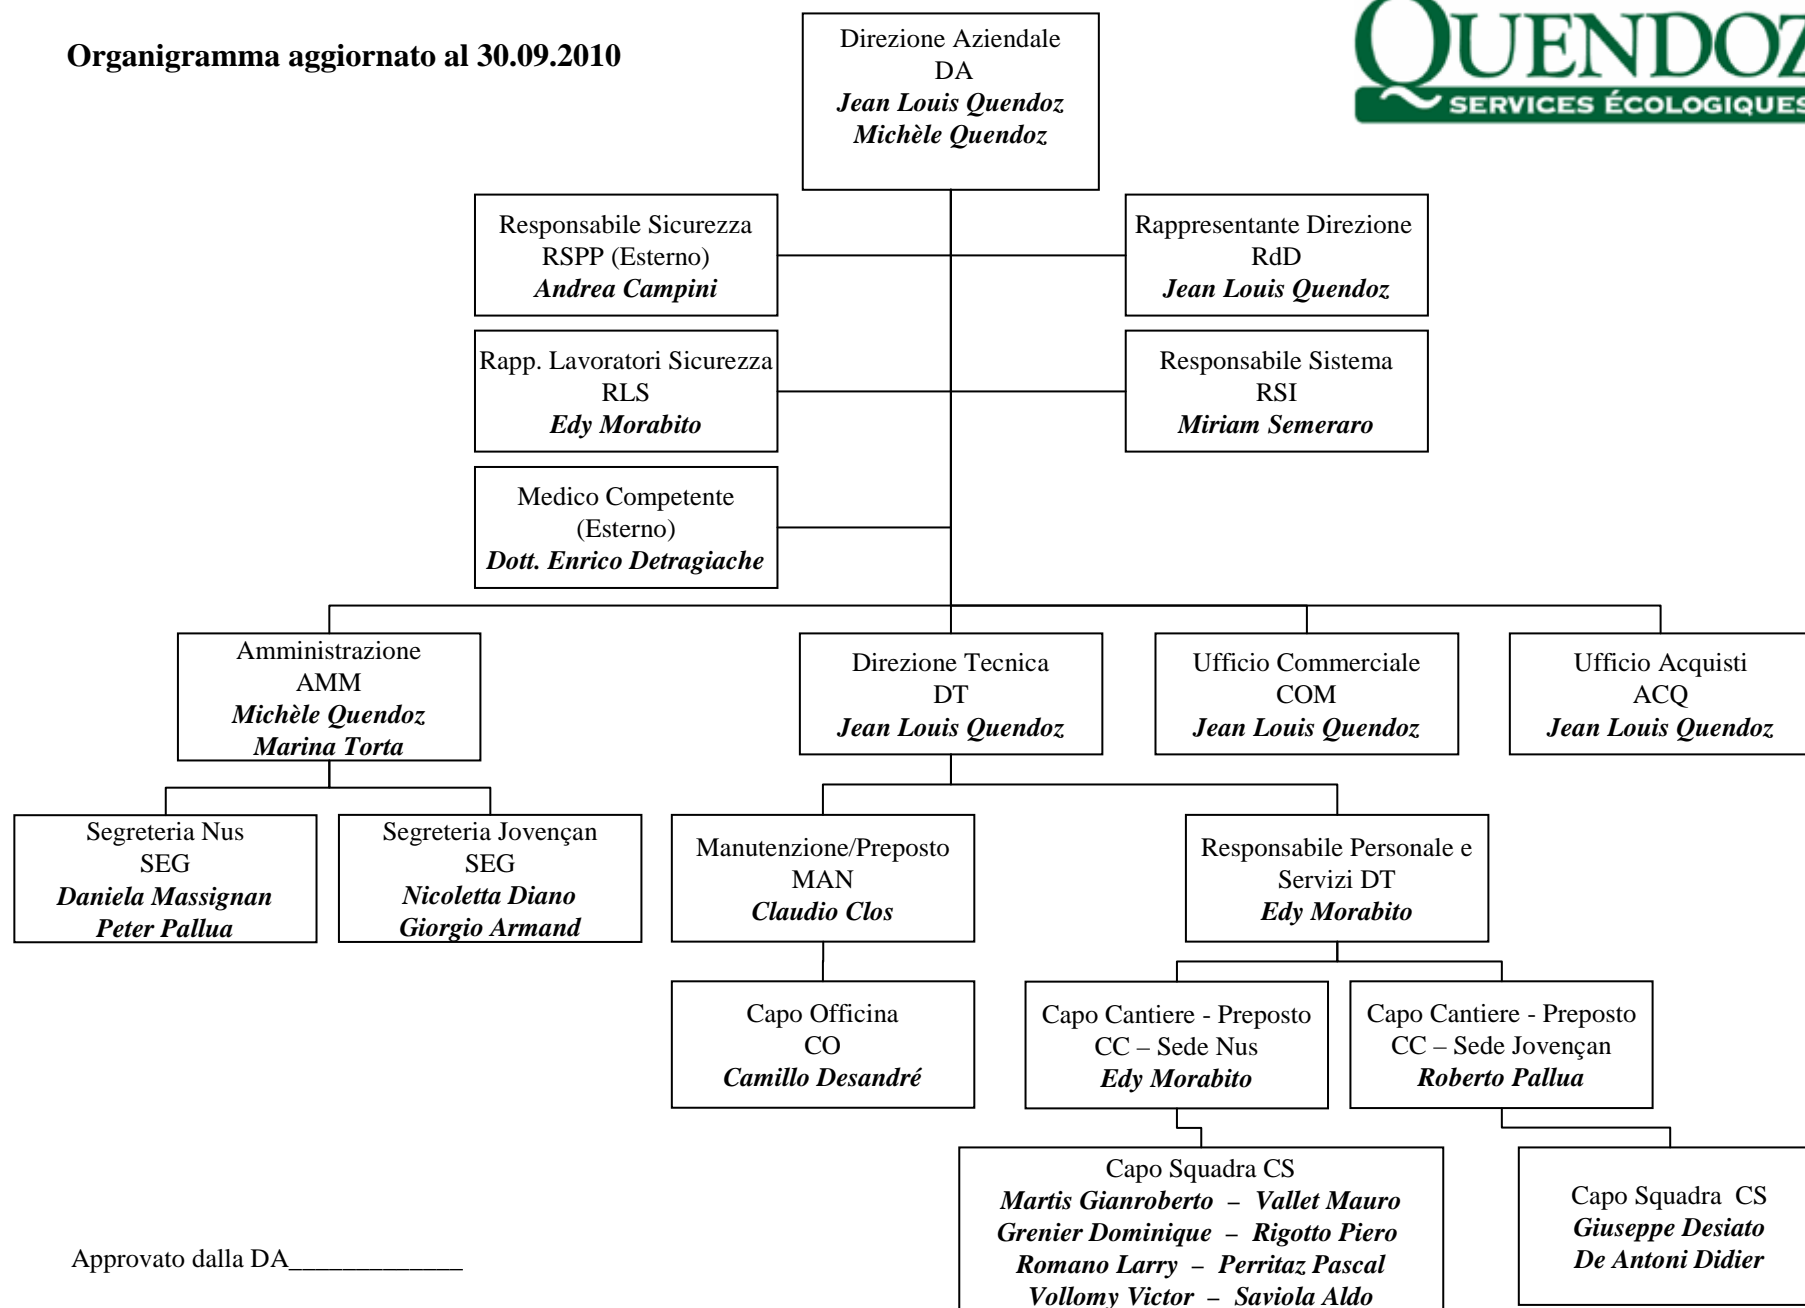 Organigramma aggiornato al 30.09.2010
Direzione Aziendale
DA
Jean Louis Quendoz
Michèle Quendoz
QUENDOZ
SERVICES ÉCOLOGIQUES
Responsabile Sicurezza
RSPP (Esterno)
Andrea Campini
Rappresentante Direzione
RdD
Jean Louis Quendoz
Rapp. Lavoratori Sicurezza
RLS
Edy Morabito
Responsabile Sistema
RSI
Miriam Semeraro
Medico Competente
(Esterno)
Dott. Enrico Detragiache
Amministrazione
AMM
Michèle Quendoz
Marina Torta
Direzione Tecnica
DT
Jean Louis Quendoz
Ufficio Commerciale
COM
Jean Louis Quendoz
Ufficio Acquisti
ACQ
Jean Louis Quendoz
Segreteria Nus
SEG
Daniela Massignan
Peter Pallua
Segreteria Jovençan
SEG
Nicoletta Diano
Giorgio Armand
Manutenzione/Preposto
MAN
Claudio Clos
Responsabile Personale e
Servizi DT
Edy Morabito
Capo Officina
CO
Camillo Desandré
Capo Cantiere - Preposto
CC – Sede Nus
Edy Morabito
Capo Cantiere - Preposto
CC – Sede Jovençan
Roberto Pallua
Capo Squadra CS
Martis Gianroberto – Vallet Mauro
Grenier Dominique – Rigotto Piero
Romano Larry – Perritaz Pascal
Vollomy Victor – Saviola Aldo
Capo Squadra CS
Giuseppe Desiato
De Antoni Didier
Approvato dalla DA_____________